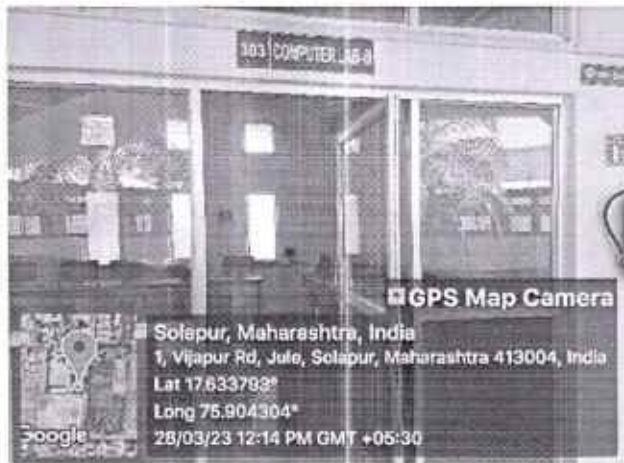 303 COMPUTER LAB-8
GPS Map Camera
Solapur, Maharashtra, India
1, Vijapur Rd, Jule, Solapur, Maharashtra 413004, India
Lat 17.633793°
Long 75.904304°
28/03/23 12:14 PM GMT +05:30
Google